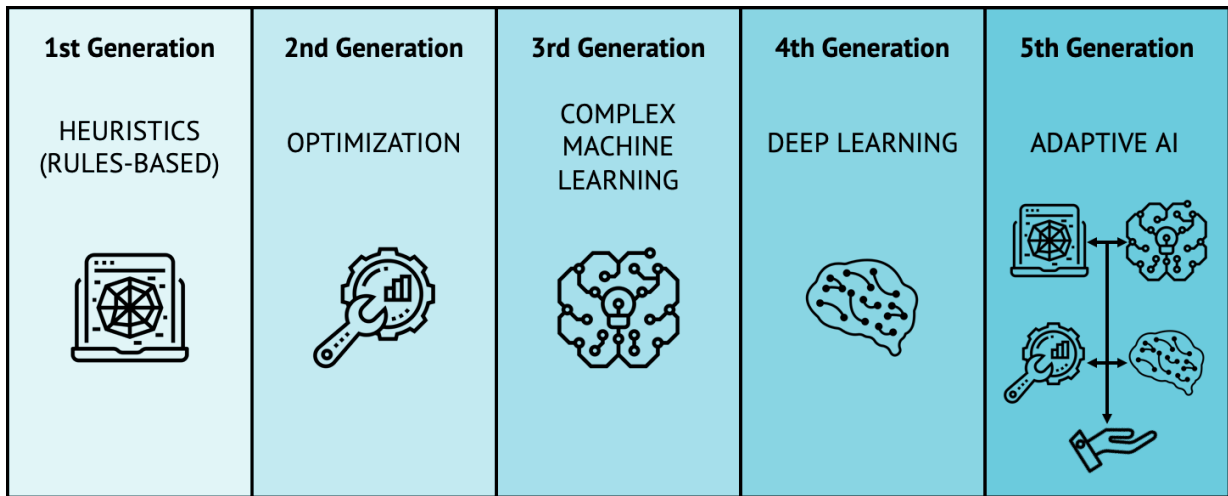 1st Generation
HEURISTICS
(RULES-BASED)
2nd Generation
OPTIMIZATION
3rd Generation
COMPLEX
MACHINE
LEARNING
4th Generation
DEEP LEARNING
5th Generation
ADAPTIVE AI